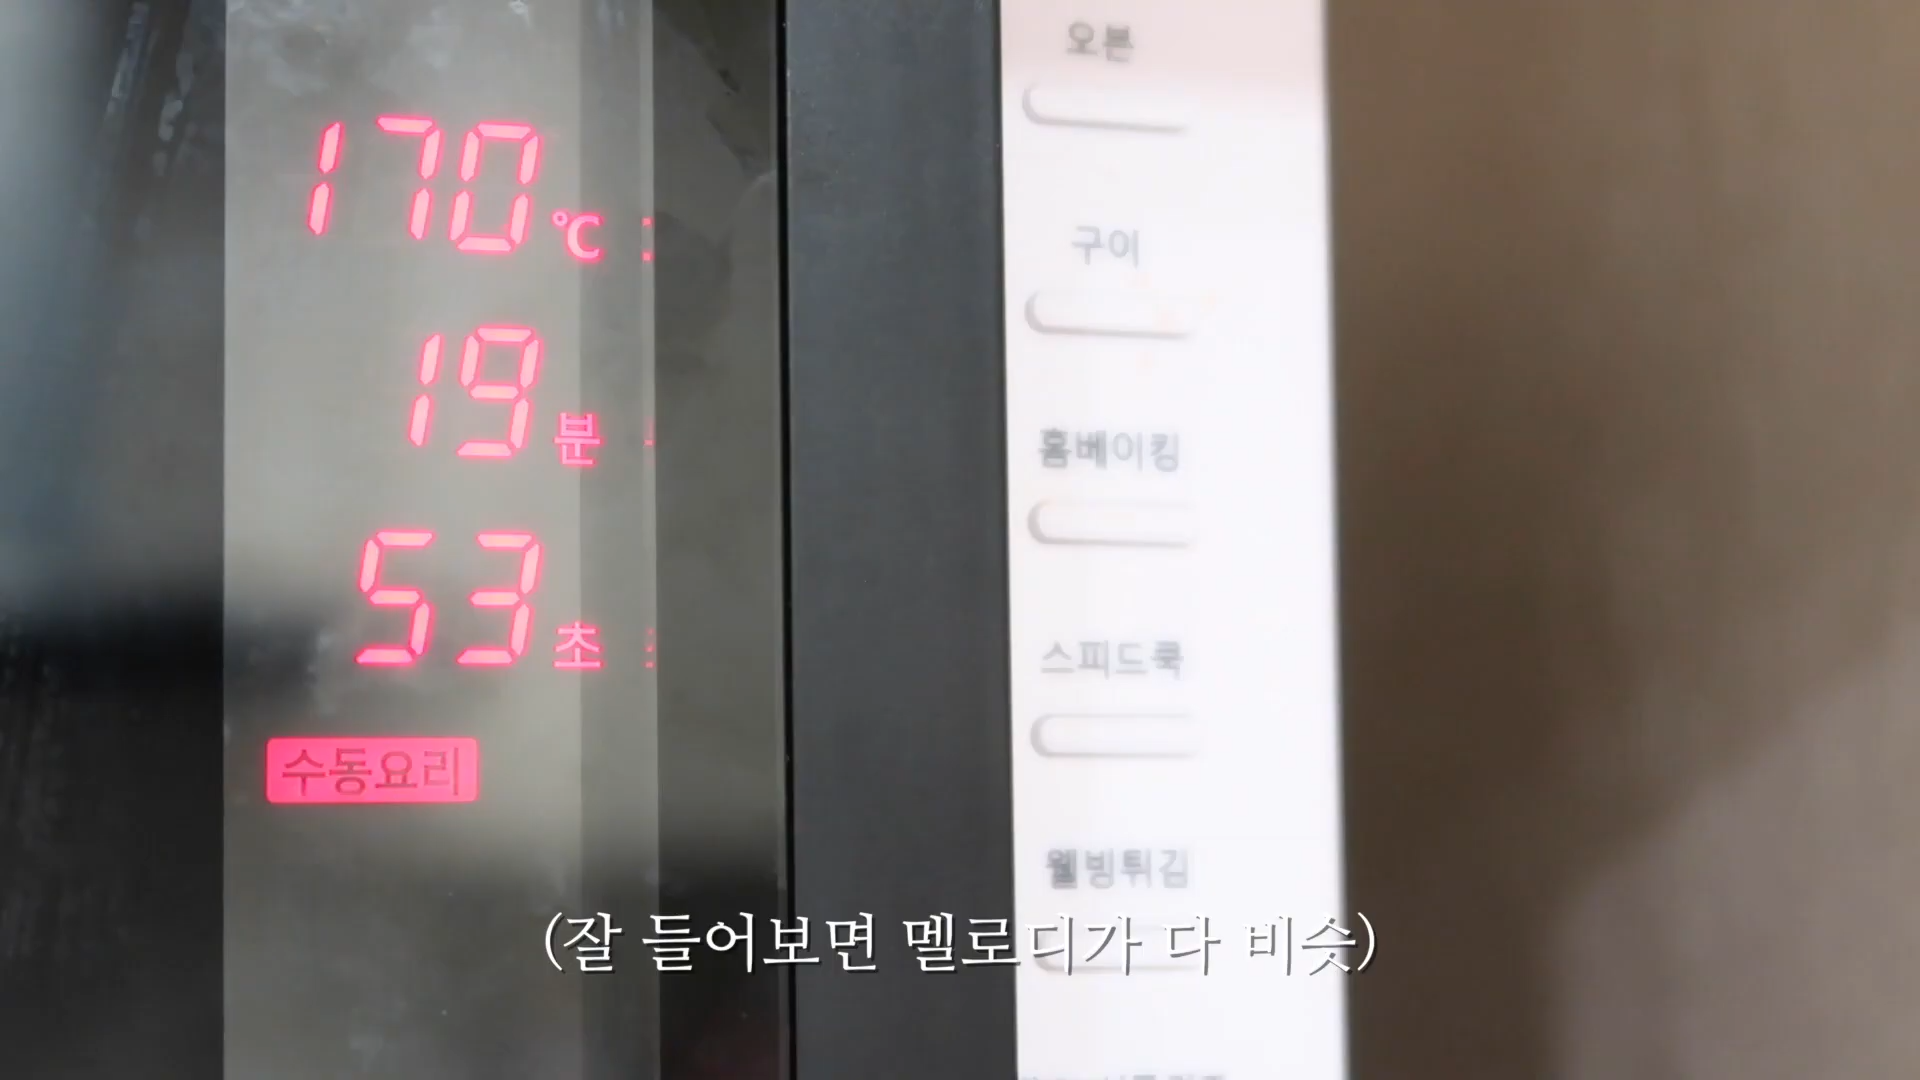 170℃
19분
53초
수동요리
오븐
구이
홈베이킹
스피드쿡
웰빙튀김
(잘 들어보면 멜로디가 다 비슷)